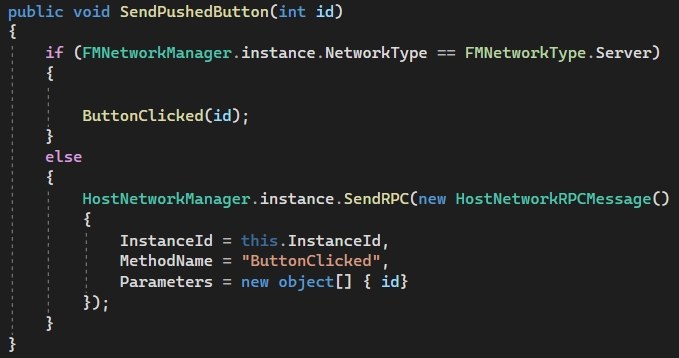 public void SendPushedButton(int id)
{
if (FMNetworkManager.instance.NetworkType == FMNetworkType.Server)
{
ButtonClicked(id);
}
else
{
HostNetworkManager.instance.SendRPC(new HostNetworkRPCMessage()
{
InstanceId = this.InstanceId,
MethodName = "ButtonClicked",
Parameters = new object[] { id}
});
}
}